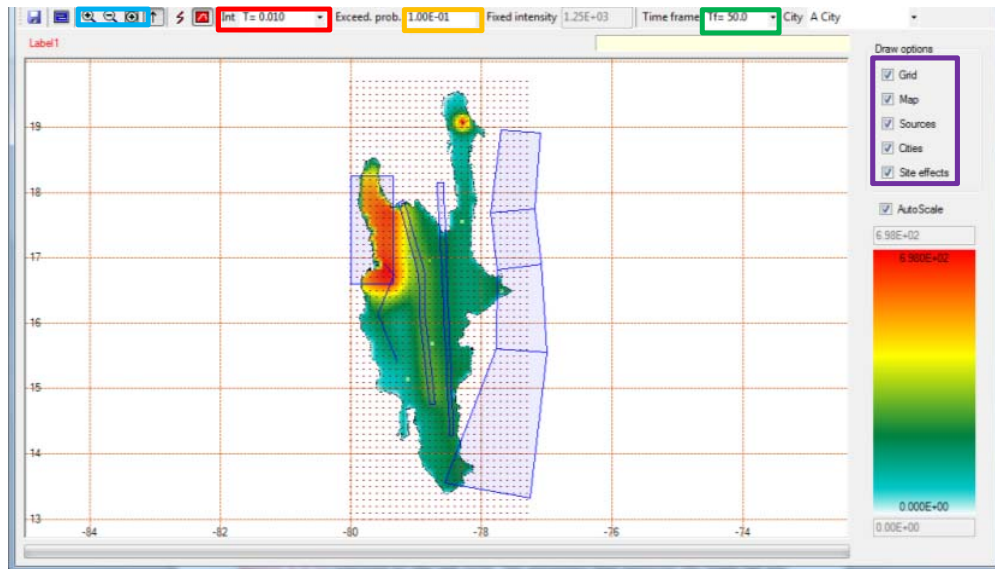 Int T= 0.010 Exceed. prob. 1.00E-01 Fixed intensity 1.25E+03 Time frame Tf= 50.0 City A City
Label1
Draw options
Grid
Map
Sources
Cities
Site effects
AutoScale
6.98E+02
6.980E+02
0.000E+00
0.00E+00
19
18
17
16
15
14
13
-84 -82 -80 -78 -76 -74